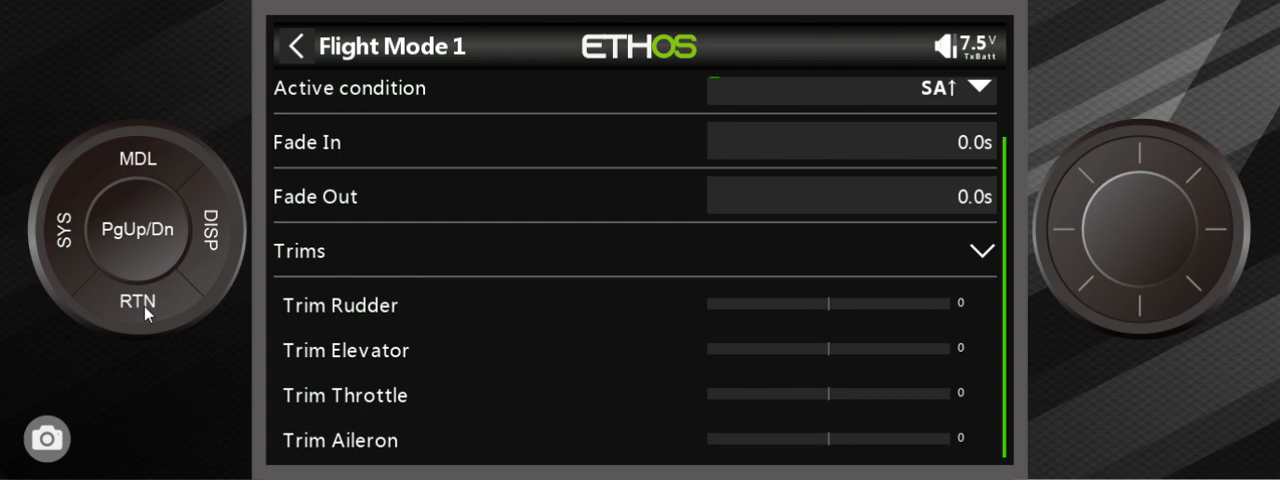 Flight Mode 1
ETHOS
7.5V
TxBatt
Active condition
SA↑
Fade In
0.0s
Fade Out
0.0s
Trims
Trim Rudder
0
Trim Elevator
0
Trim Throttle
0
Trim Aileron
0
MDL
SYS
PgUp/Dn
DISP
RTN